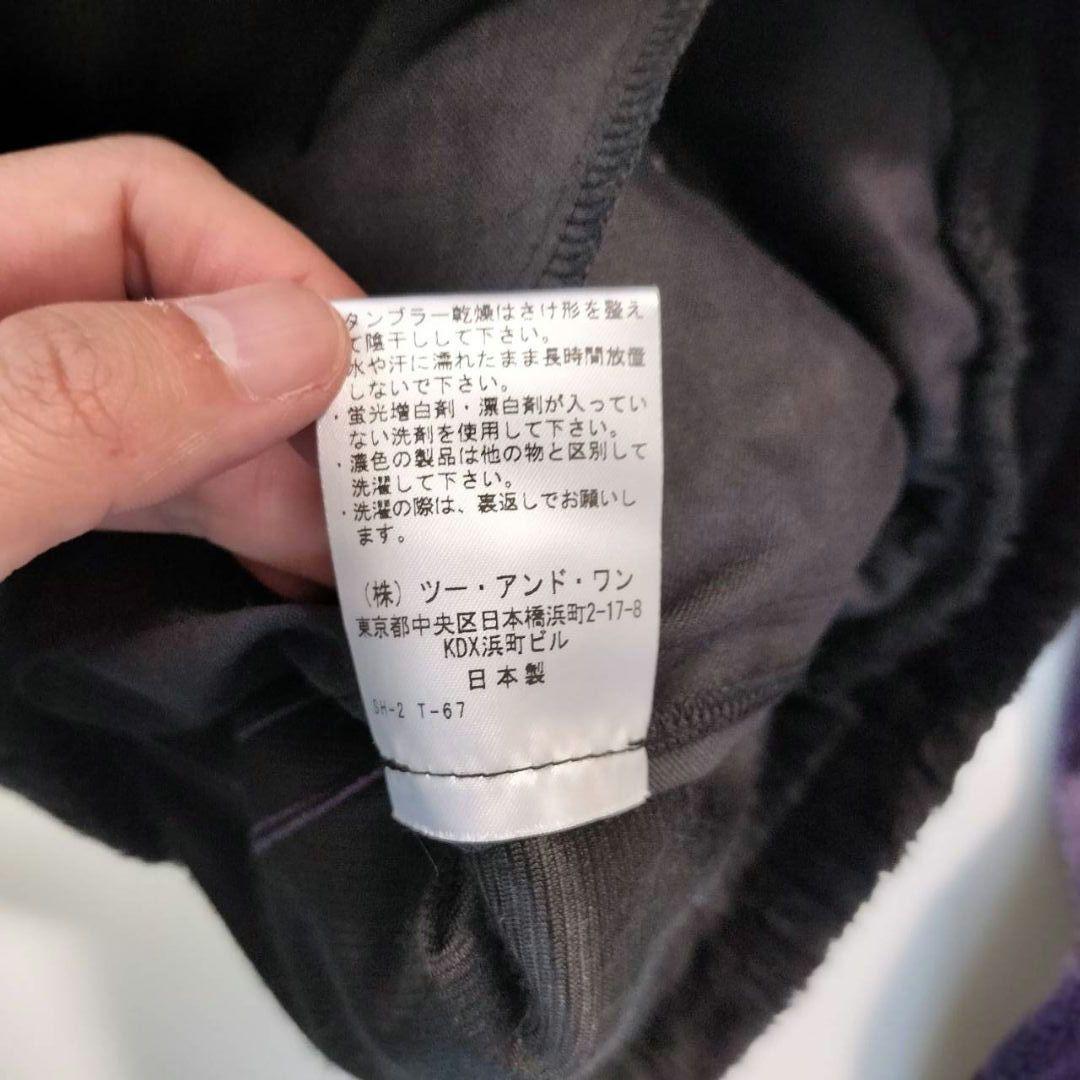 タンブラー乾燥はさけ形を整え
て陰干しして下さい。
水や汗に濡れたまま長時間放置
しないで下さい。
・蛍光増白剤・漂白剤が入ってい
ない洗剤を使用して下さい。
・濃色の製品は他の物と区別して
洗濯して下さい。
・洗濯の際は、裏返しでお願いし
ます。
(株) ツー・アンド・ワン
東京都中央区日本橋浜町2-17-8
KDX浜町ビル
日本製
SH-2 T-67